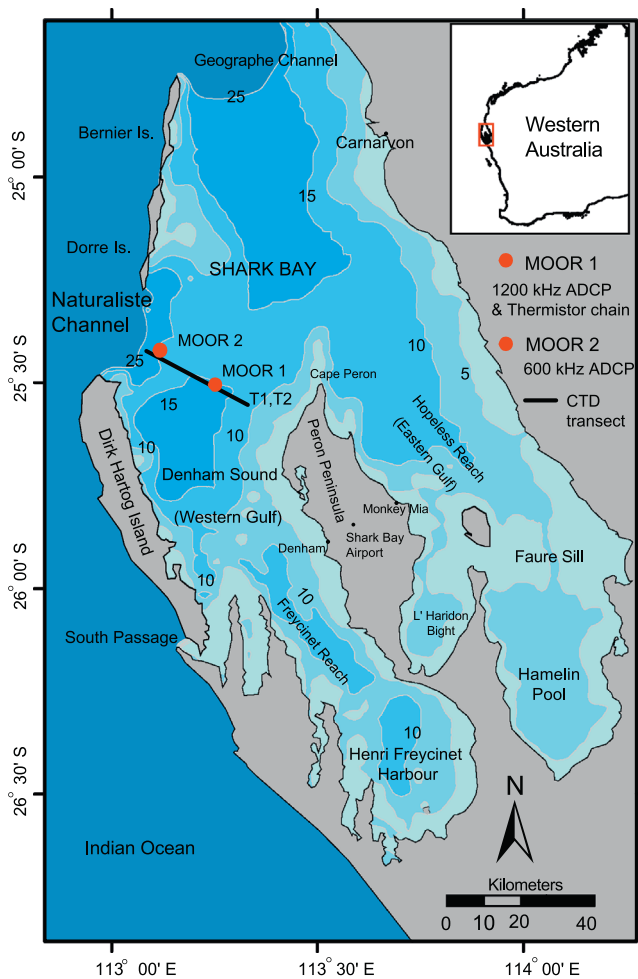 Geographe Channel
25
Bernier Is.
Carnarvon
Western
Australia
25° 00' S
15
Dorre Is.
SHARK BAY
MOOR 1
1200 kHz ADCP
& Thermistor chain
Naturaliste
Channel
MOOR 2
10
MOOR 2
600 kHz ADCP
25
MOOR 1
Cape Peron
5
25° 30' S
T1,T2
CTD
transect
15
10
10
Hopeless Reach
(Eastern Gulf)
Dirk Hartog Island
Denham Sound
Peron Peninsula
(Western Gulf)
Monkey Mia
Shark Bay
Airport
Denham
Faure Sill
10
10
26° 00' S
Freycinet Reach
L' Haridon
Bight
South Passage
Hamelin
Pool
10
Henri Freycinet
Harbour
26° 30' S
N
Indian Ocean
Kilometers
0 10 20 40
113° 00' E
113° 30' E
114° 00' E